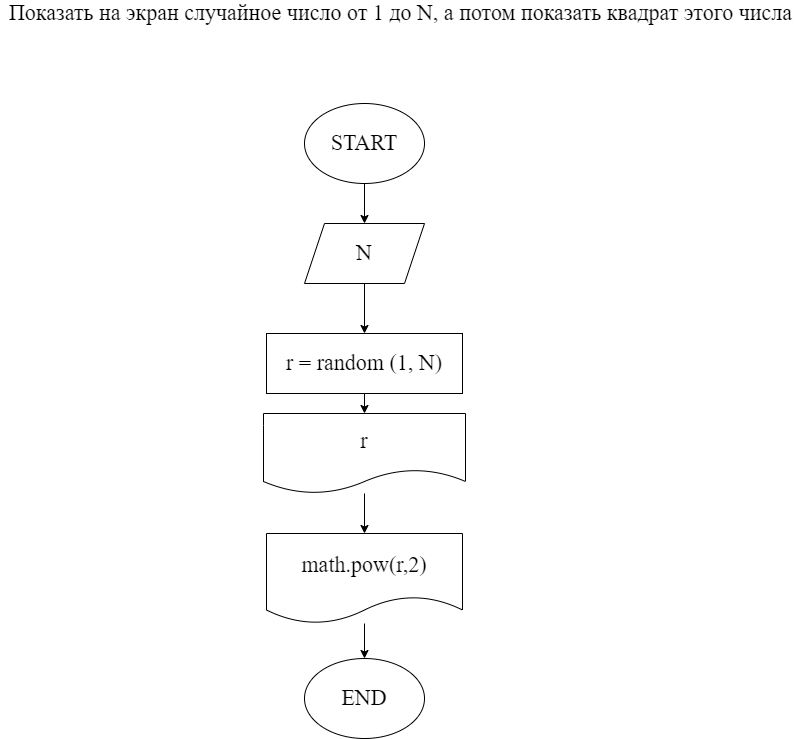 Показать на экран случайное число от 1 до N, а потом показать квадрат этого числа
START
N
r = random (1, N)
r
math.pow(r,2)
END